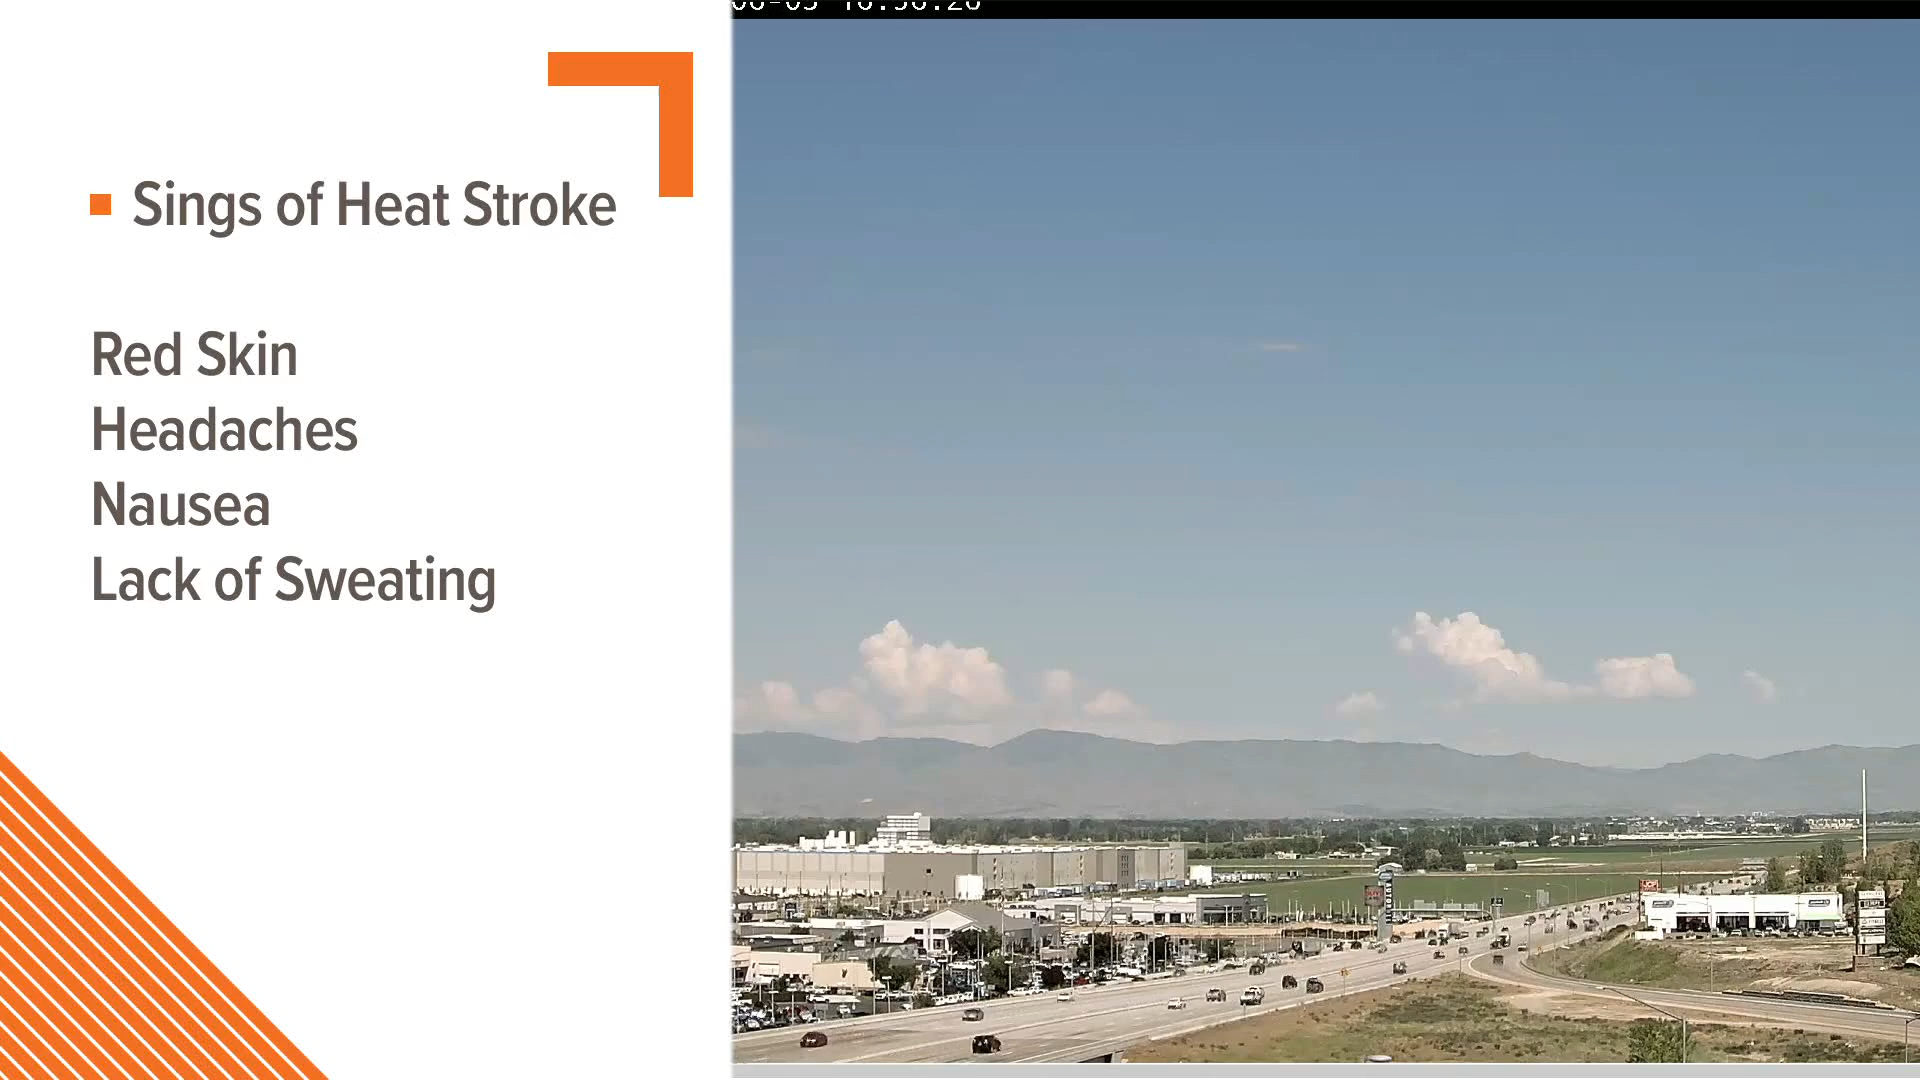 Sings of Heat Stroke
Red Skin
Headaches
Nausea
Lack of Sweating